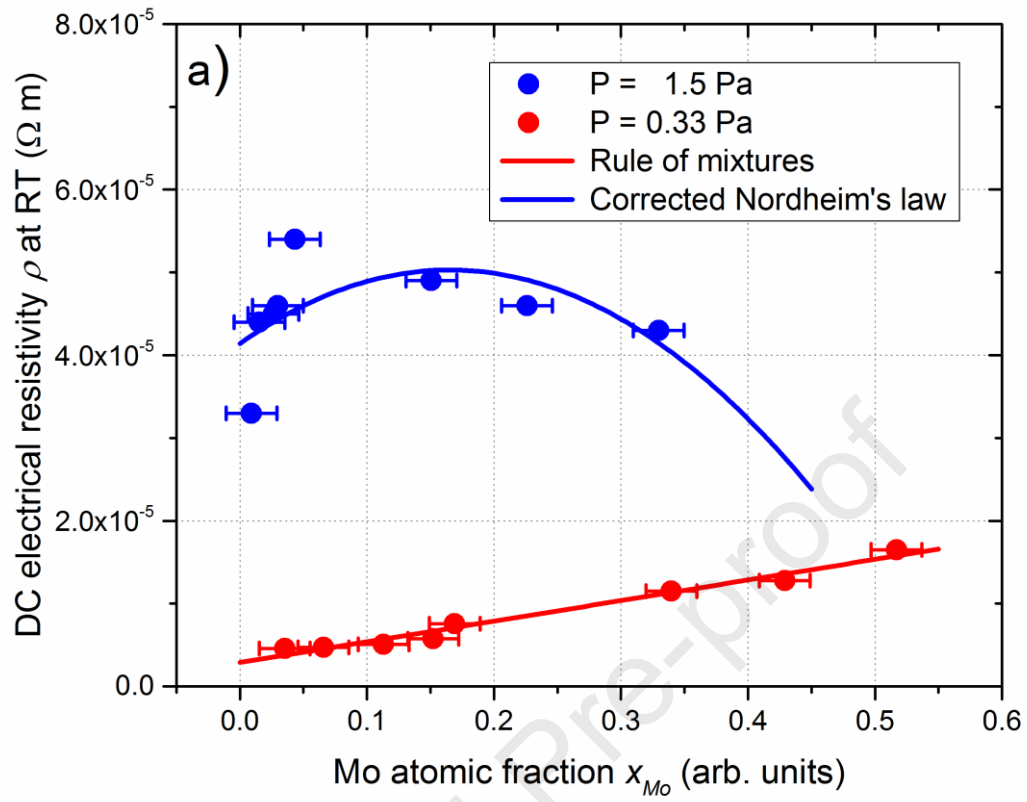 a)
P = 1.5 Pa
P = 0.33 Pa
Rule of mixtures
Corrected Nordheim's law
DC electrical resistivity ρ at RT (Ω m)
8.0x10⁻⁵
6.0x10⁻⁵
4.0x10⁻⁵
2.0x10⁻⁵
0.0
0.0 0.1 0.2 0.3 0.4 0.5 0.6
Mo atomic fraction x_Mo (arb. units)
Pre-proof